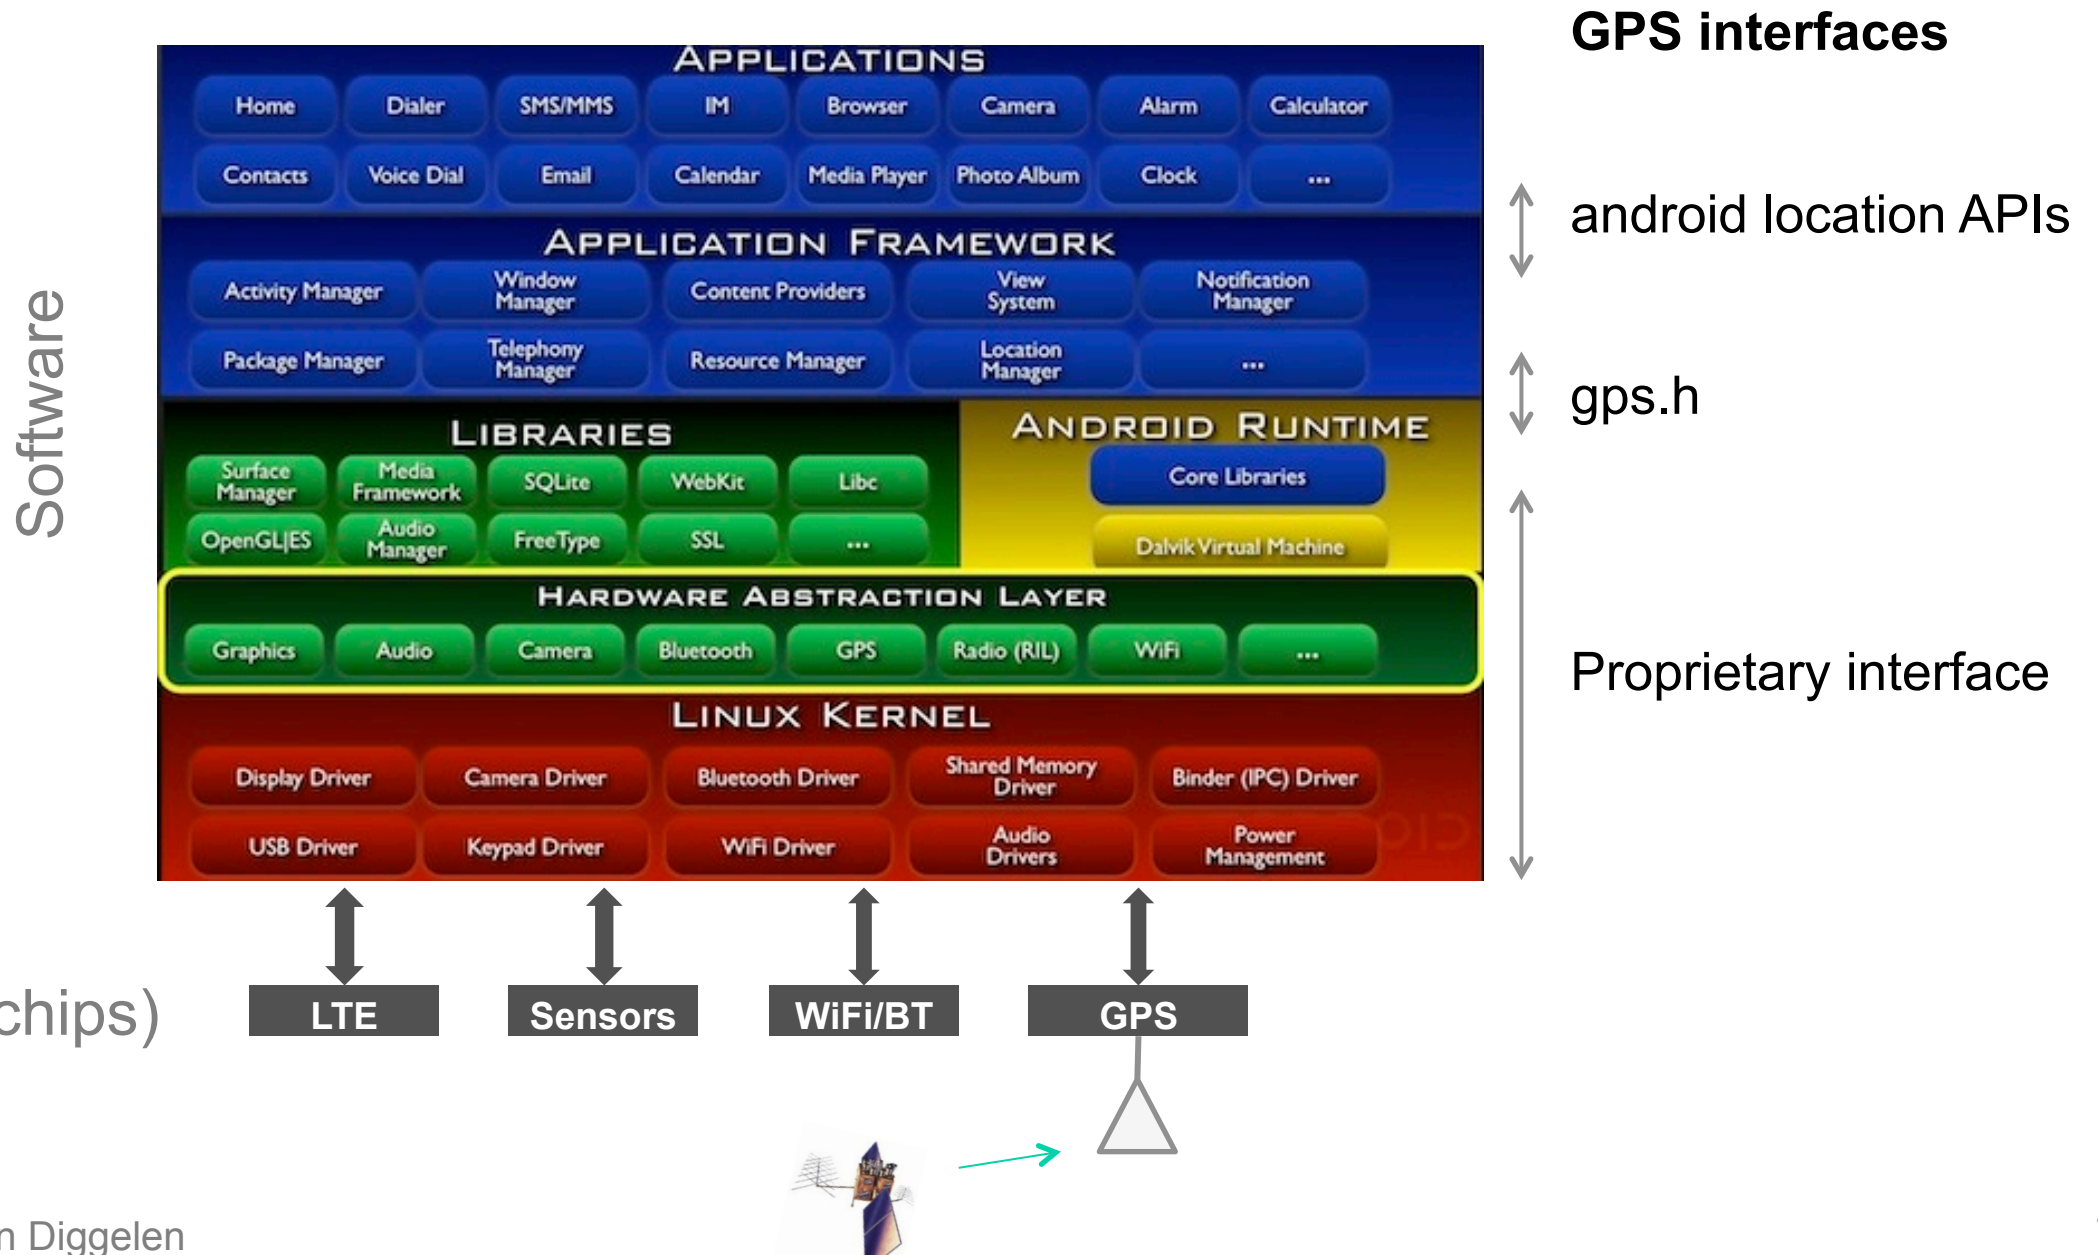 GPS interfaces
APPLICATIONS
Home Dialer SMS/MMS IM Browser Camera Alarm Calculator
Contacts Voice Dial Email Calendar Media Player Photo Album Clock ...
android location APIs
APPLICATION FRAMEWORK
Activity Manager Window Manager Content Providers View System Notification Manager
Package Manager Telephony Manager Resource Manager Location Manager ...
gps.h
Software
LIBRARIES
Surface Manager Media Framework SQLite WebKit Libc
OpenGL|ES Audio Manager FreeType SSL ...
ANDROID RUNTIME
Core Libraries
Dalvik Virtual Machine
HARDWARE ABSTRACTION LAYER
Graphics Audio Camera Bluetooth GPS Radio (RIL) WiFi ...
Proprietary interface
LINUX KERNEL
Display Driver Camera Driver Bluetooth Driver Shared Memory Driver Binder (IPC) Driver
USB Driver Keypad Driver WiFi Driver Audio Drivers Power Management
chips)
LTE Sensors WiFi/BT GPS
n Diggelen